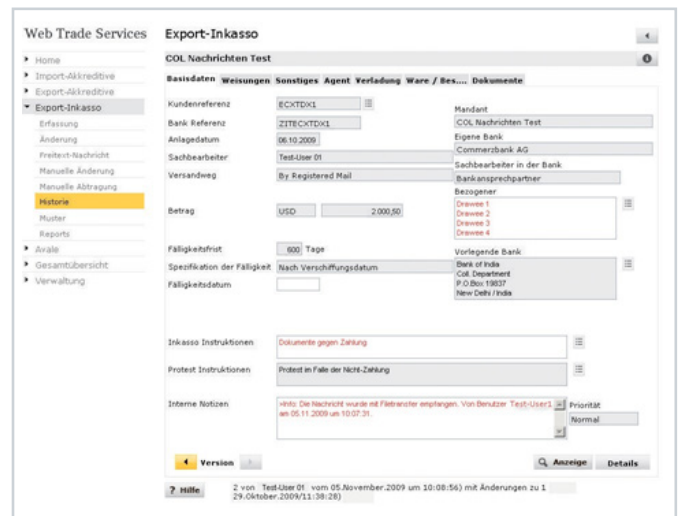 Web Trade Services
Export-Inkasso
COL Nachrichten Test
Home
Import-Akkreditive
Export-Akkreditive
Export-Inkasso
Erfassung
Änderung
Freitext-Nachricht
Manuelle Änderung
Manuelle Abtragung
Historie
Muster
Reports
Avale
Gesamtübersicht
Verwaltung
Basisdaten Weisungen Sonstiges Agent Verladung Ware / Bes.... Dokumente
Kundenreferenz ECXTDX1
Bank Referenz ZITECXTDX1
Anlagedatum 06.10.2009
Sachbearbeiter Test-User 01
Versandweg By Registered Mail
Betrag USD 2.000,50
Fälligkeitsfrist 600 Tage
Spezifikation der Fälligkeit Nach Verschiffungsdatum
Fälligkeitsdatum
Mandant
COL Nachrichten Test
Eigene Bank
Commerzbank AG
Sachbearbeiter in der Bank
Bankansprechpartner
Bezogener
Drawee 1
Drawee 2
Drawee 3
Drawee 4
Vorlegende Bank
Bank of India
Coll. Department
P.O.Box 19837
New Delhi / India
Inkasso Instruktionen Dokumente gegen Zahlung
Protest Instruktionen Protest im Falle der Nicht-Zahlung
Interne Notizen
»Info: Die Nachricht wurde mit Filetransfer empfangen. Von Benutzer Test-User1
am 05.11.2009 um 10:07:31.
Priorität
Normal
Version
Anzeige
Details
? Hilfe
2 von Test-User 01 vom 05.November.2009 um 10:08:56) mit Änderungen zu 1
29.Oktober.2009/11:38:28)